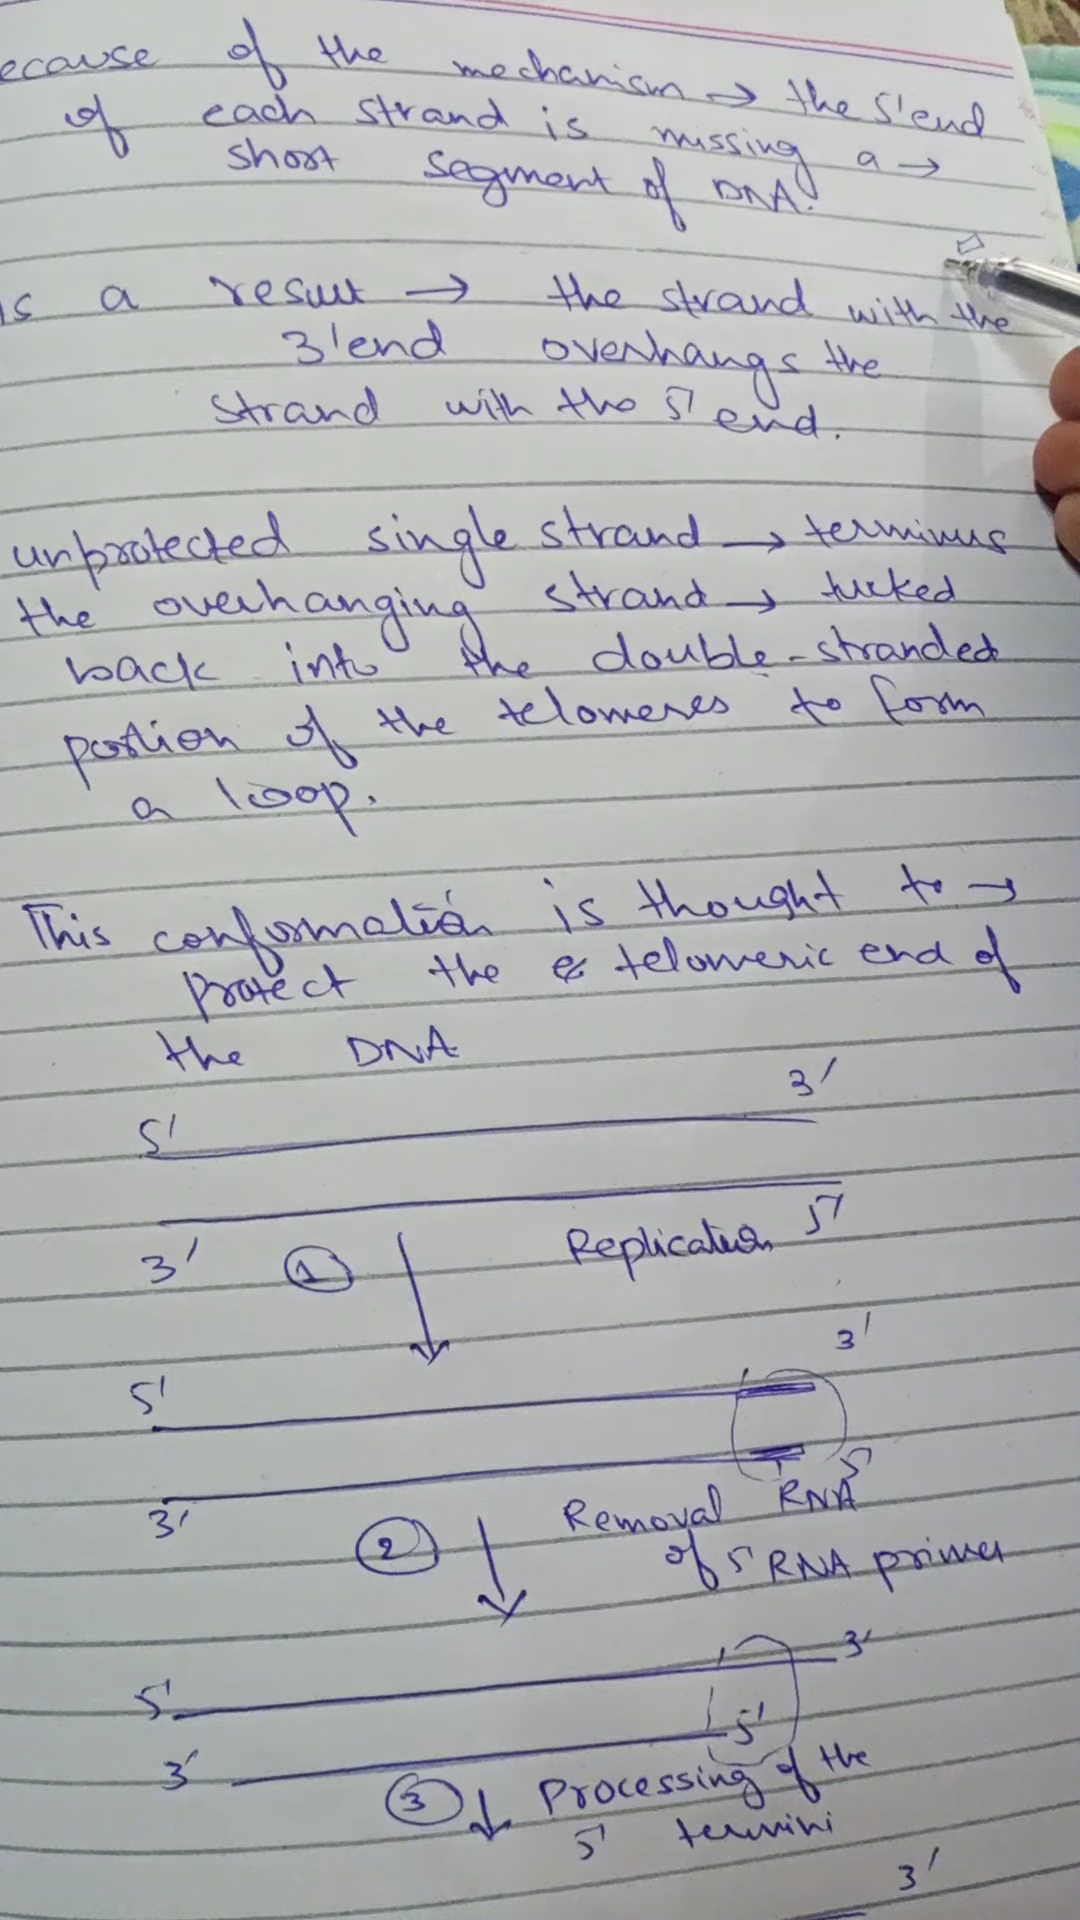 ecause of the mechanism → the 5'end
of each strand is missing a →
short segment of DNA.
is a result → the strand with the
3'end overhangs the
strand with the 5' end.
unprotected single strand → terminus
the overhanging strand → tucked
back into the double-stranded
portion of the telomeres to form
a loop.
This conformation is thought to →
protect the telomeric end of
the DNA
5' 3'
3' 5'
① Replication
5' 3'
3' 5'
RNA
② Removal
of 5' RNA primer
5' 3'
3' 5'
③ Processing of the
5' termini
3'